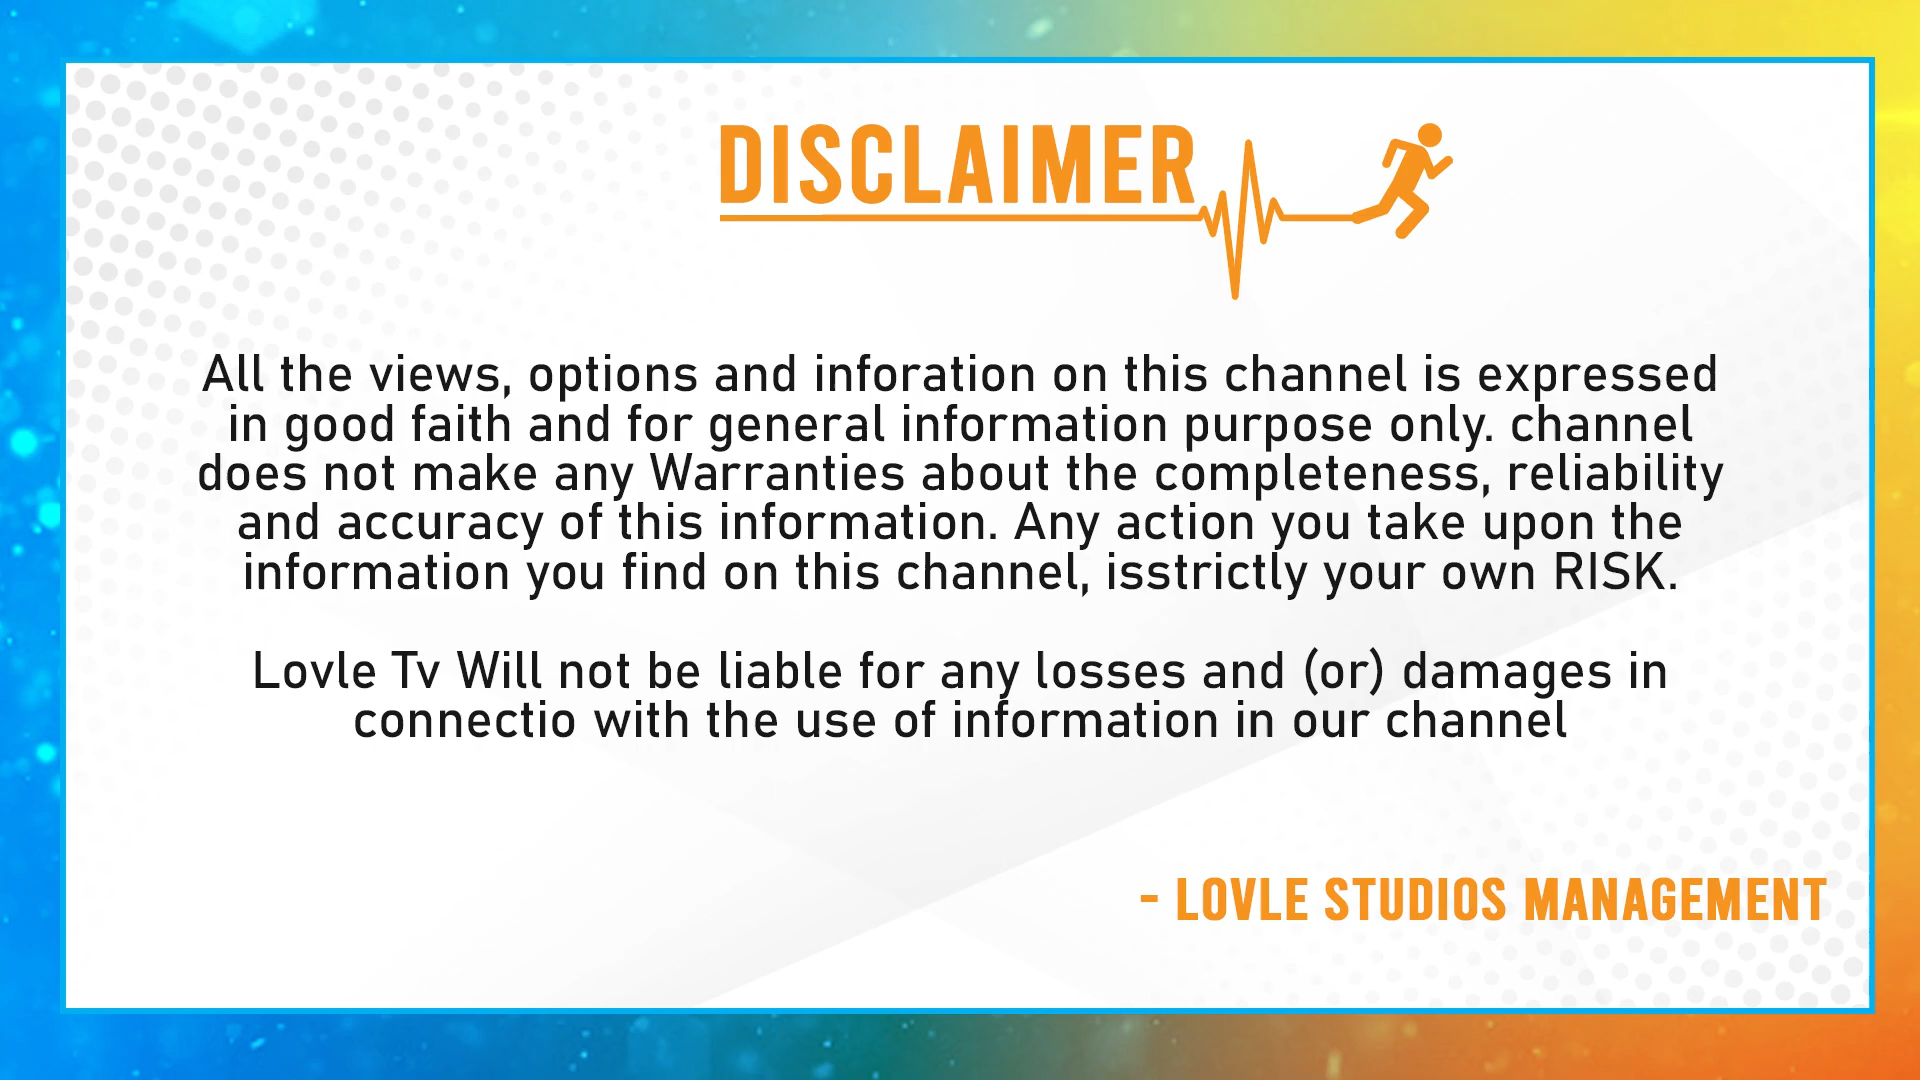 DISCLAIMER
All the views, options and inforation on this channel is expressed
in good faith and for general information purpose only. channel
does not make any Warranties about the completeness, reliability
and accuracy of this information. Any action you take upon the
information you find on this channel, isstrictly your own RISK.
Lovle Tv Will not be liable for any losses and (or) damages in
connectio with the use of information in our channel
- LOVLE STUDIOS MANAGEMENT